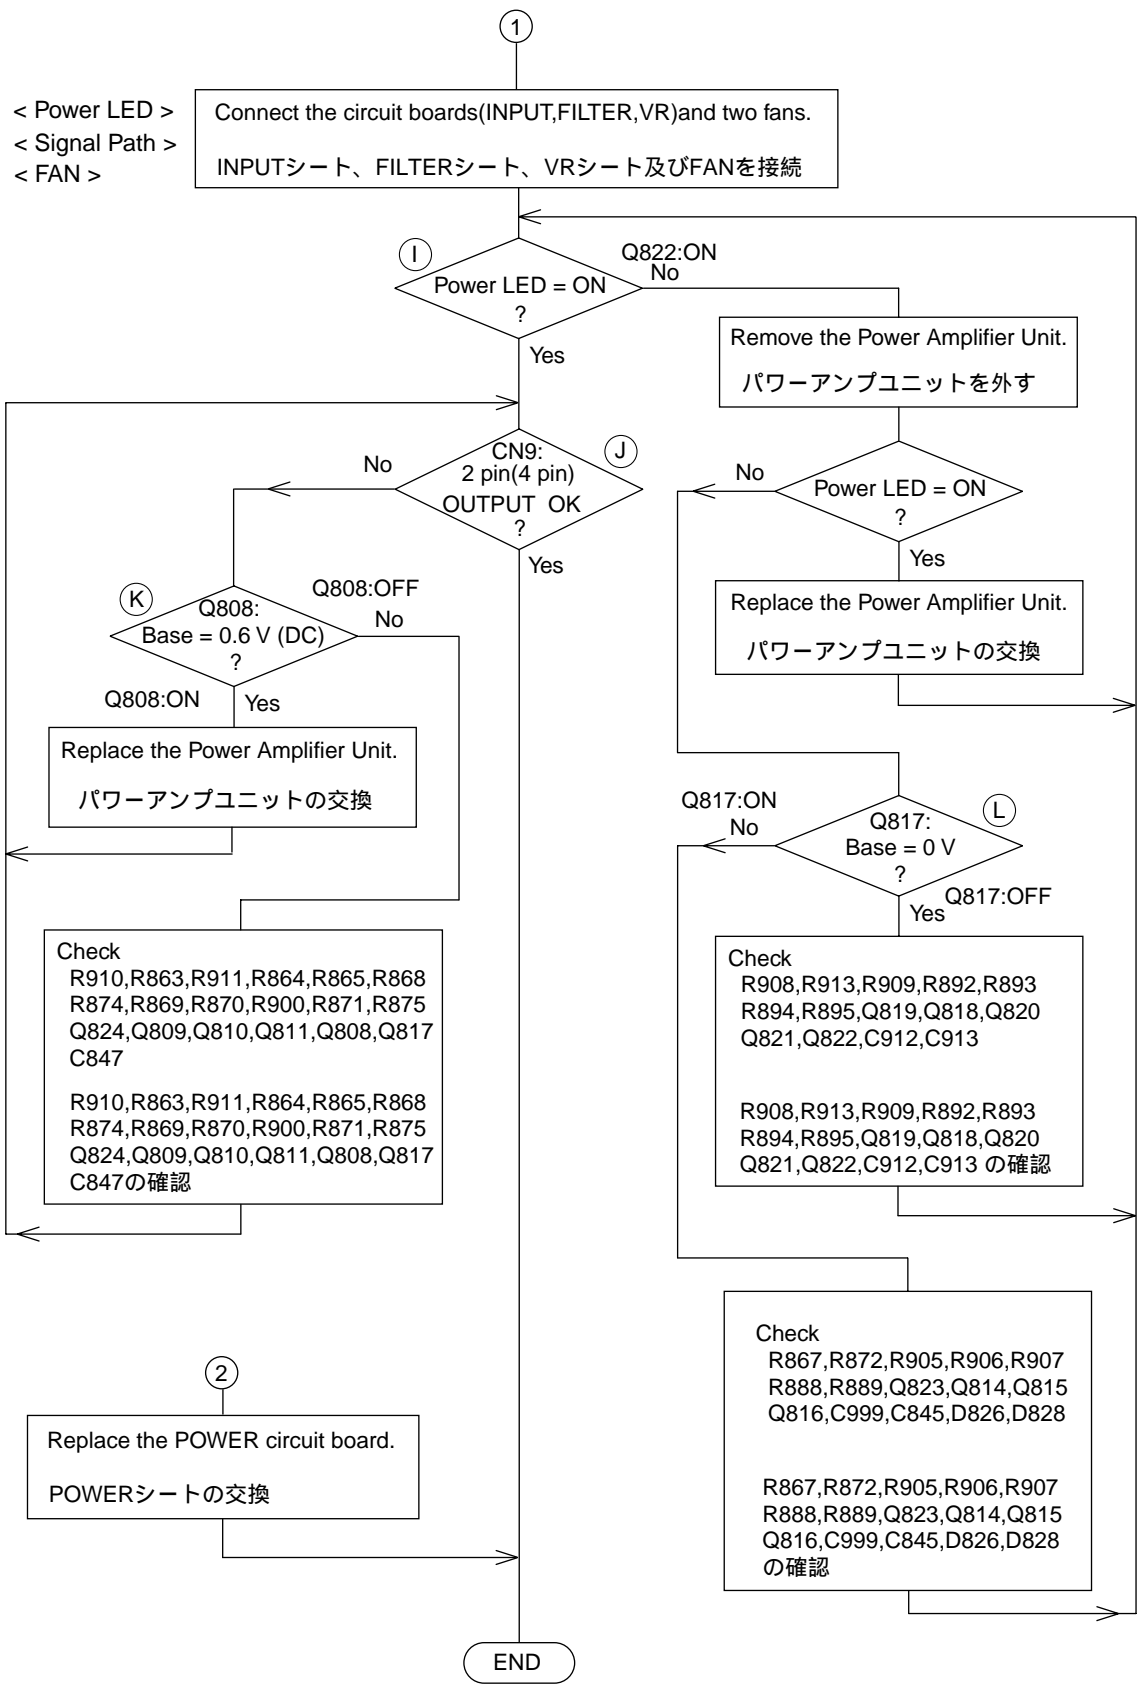 1
< Power LED >
< Signal Path >
< FAN >
Connect the circuit boards(INPUT,FILTER,VR)and two fans.
INPUTシート、FILTERシート、VRシート及びFANを接続
I
Power LED = ON
?
Q822:ON
No
Yes
Remove the Power Amplifier Unit.
パワーアンプユニットを外す
J
CN9:
2 pin(4 pin)
OUTPUT OK
?
No
Yes
No
Power LED = ON
?
Yes
Replace the Power Amplifier Unit.
パワーアンプユニットの交換
K
Q808:
Base = 0.6 V (DC)
?
Q808:OFF
No
Q808:ON
Yes
Replace the Power Amplifier Unit.
パワーアンプユニットの交換
Q817:ON
No
L
Q817:
Base = 0 V
?
Yes
Q817:OFF
Check
R910,R863,R911,R864,R865,R868
R874,R869,R870,R900,R871,R875
Q824,Q809,Q810,Q811,Q808,Q817
C847
R910,R863,R911,R864,R865,R868
R874,R869,R870,R900,R871,R875
Q824,Q809,Q810,Q811,Q808,Q817
C847の確認
Check
R908,R913,R909,R892,R893
R894,R895,Q819,Q818,Q820
Q821,Q822,C912,C913
R908,R913,R909,R892,R893
R894,R895,Q819,Q818,Q820
Q821,Q822,C912,C913 の確認
Check
R867,R872,R905,R906,R907
R888,R889,Q823,Q814,Q815
Q816,C999,C845,D826,D828
R867,R872,R905,R906,R907
R888,R889,Q823,Q814,Q815
Q816,C999,C845,D826,D828
の確認
2
Replace the POWER circuit board.
POWERシートの交換
END